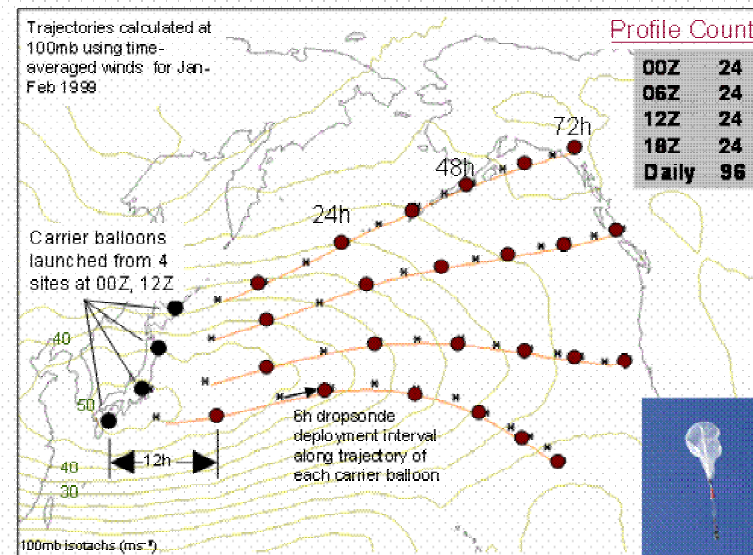 Trajectories calculated at
100mb using time-
averaged winds for Jan-
Feb 1999
Profile Count
00Z 24
06Z 24
12Z 24
18Z 24
Daily 96
72h
48h
24h
Carrier balloons
launched from 4
sites at 00Z, 12Z
40
50
6h dropsonde
deployment interval
along trajectory of
each carrier balloon
12h
40
30
100mb isotachs (ms⁻¹)